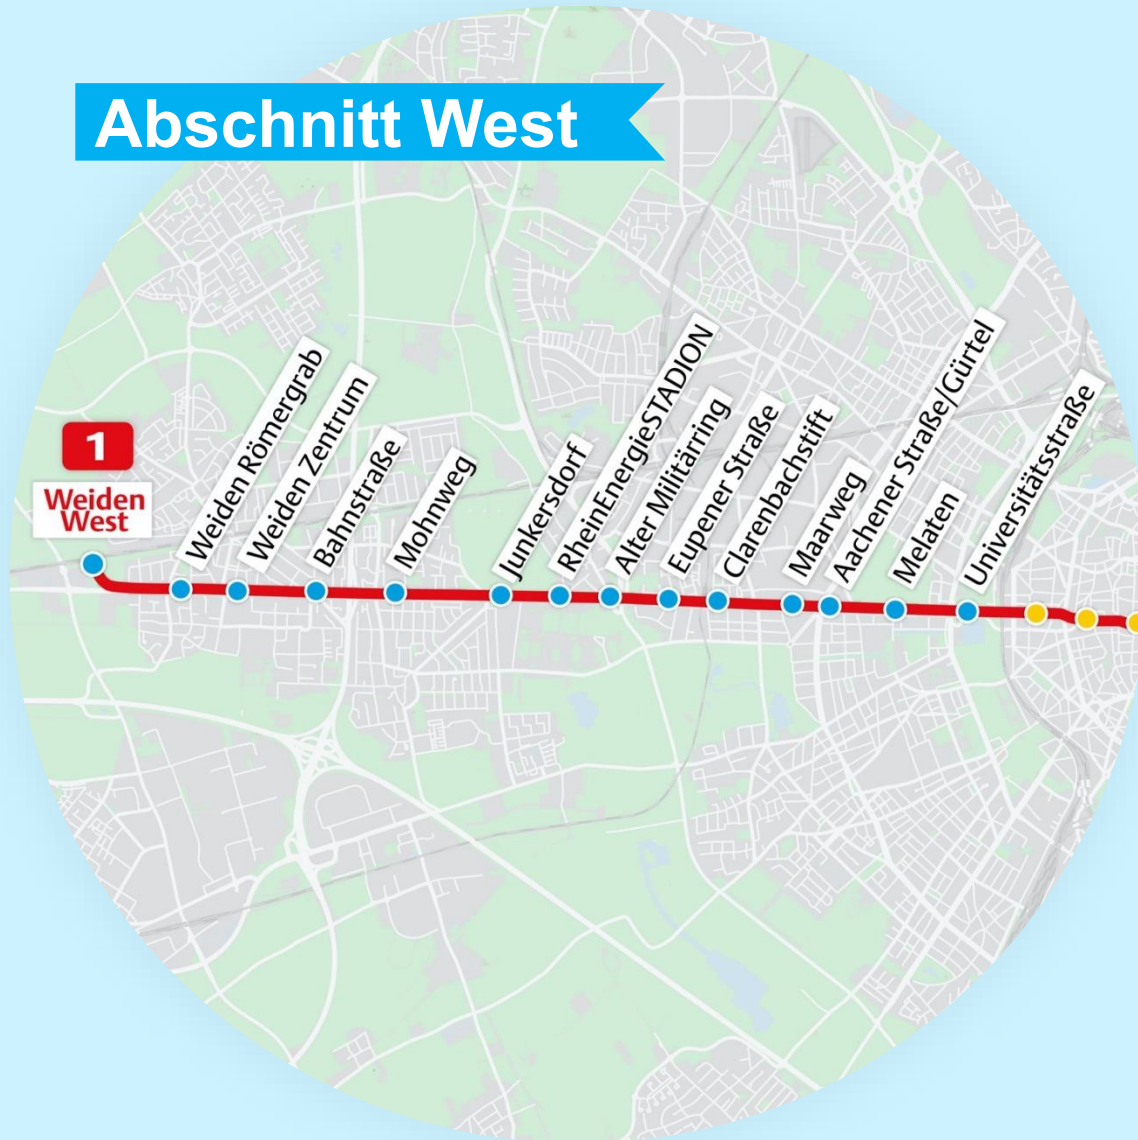 Abschnitt West
1
Weiden
West
Weiden Römergrab
Weiden Zentrum
Bahnstraße
Mohnweg
Junkersdorf
RheinEnergieSTADION
Alter Militärring
Eupener Straße
Clarenbachstift
Maarweg
Aachener Straße/Gürtel
Melaten
Universitätsstraße